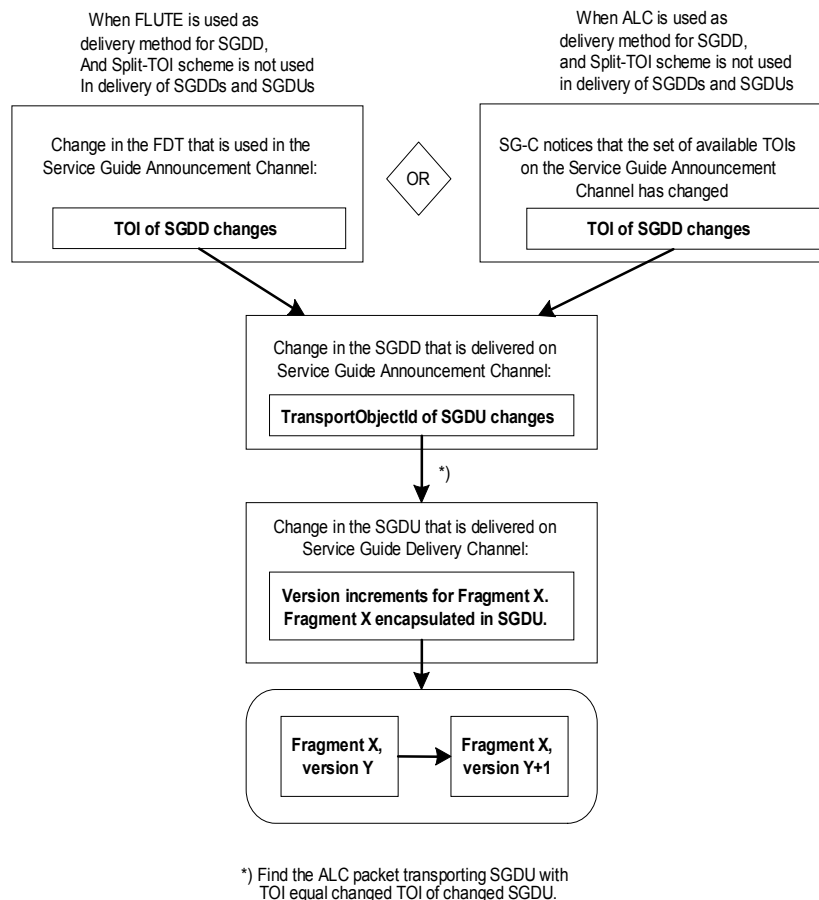 When FLUTE is used as
delivery method for SGDD,
And Split-TOI scheme is not used
In delivery of SGDDs and SGDUs
When ALC is used as
delivery method for SGDD,
and Split-TOI scheme is not used
in delivery of SGDDs and SGDUs
Change in the FDT that is used in the
Service Guide Announcement Channel:
TOI of SGDD changes
OR
SG-C notices that the set of available TOIs
on the Service Guide Announcement
Channel has changed
TOI of SGDD changes
Change in the SGDD that is delivered on
Service Guide Announcement Channel:
TransportObjectId of SGDU changes
*)
Change in the SGDU that is delivered on
Service Guide Delivery Channel:
Version increments for Fragment X.
Fragment X encapsulated in SGDU.
Fragment X,
version Y
Fragment X,
version Y+1
*) Find the ALC packet transporting SGDU with
TOI equal changed TOI of changed SGDU.